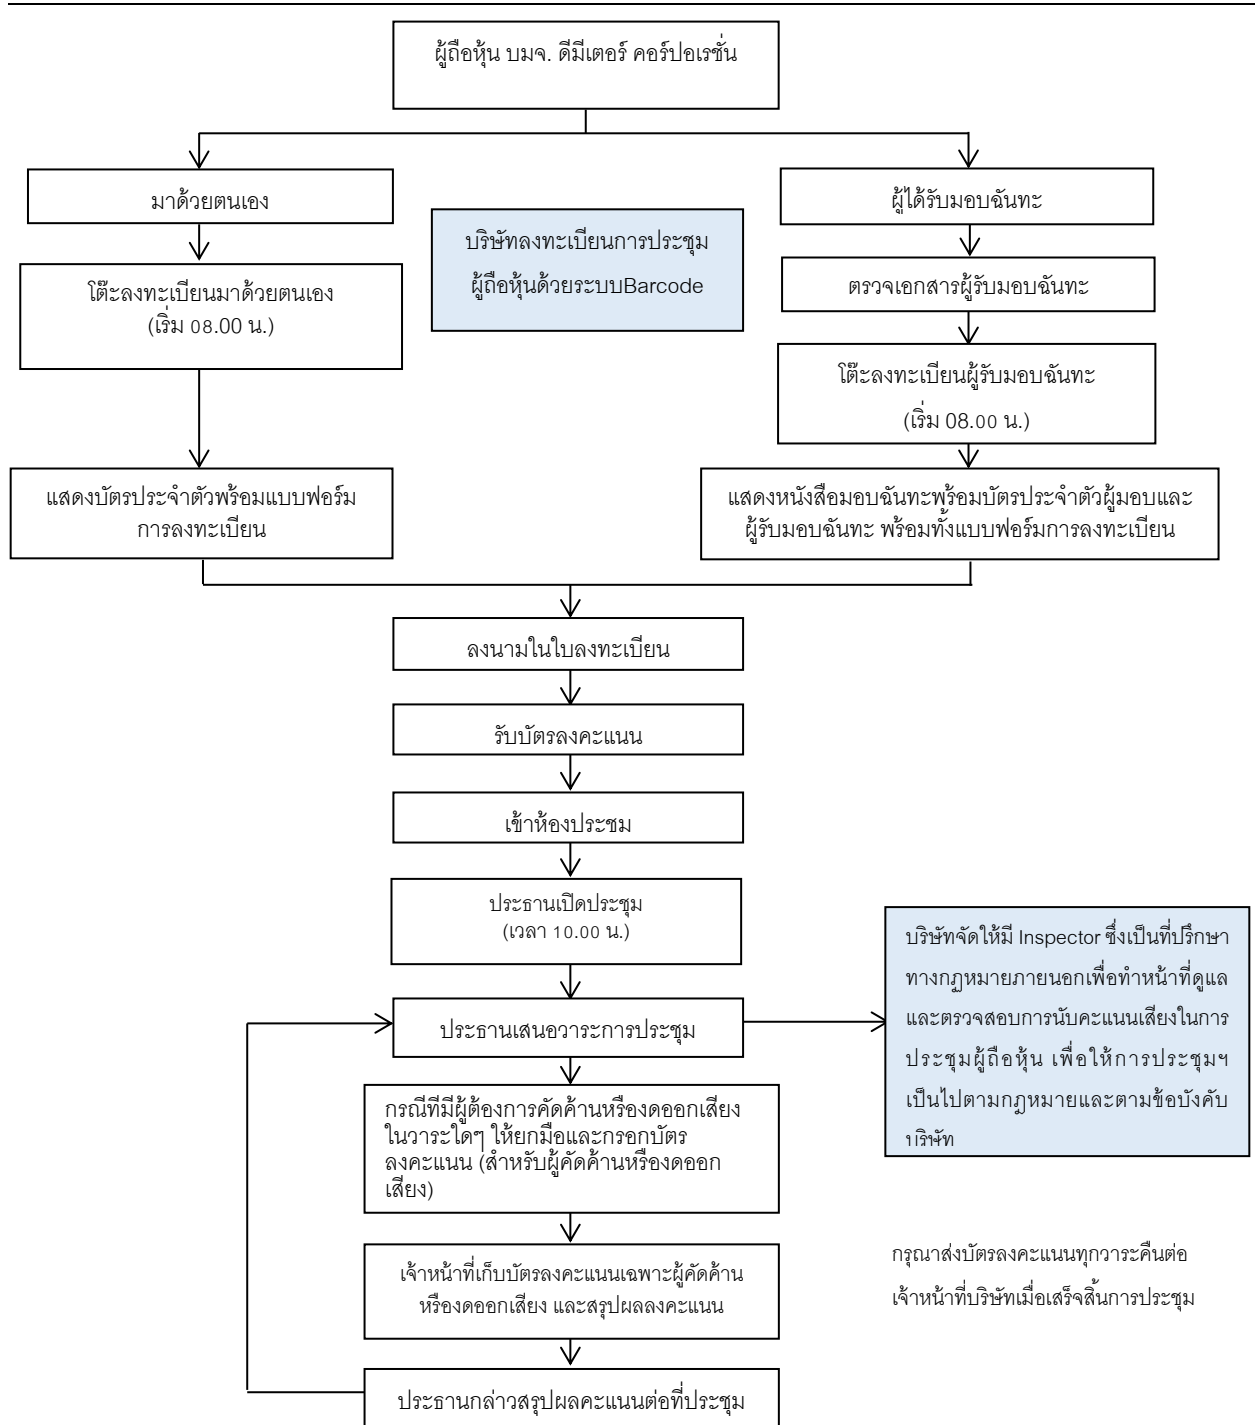 ผู้ถือหุ้น บมจ. ดีมีเตอร์ คอร์ปอเรชั่น
มาด้วยตนเอง
ผู้ได้รับมอบฉันทะ
บริษัทลงทะเบียนการประชุม
ผู้ถือหุ้นด้วยระบบBarcode
โต๊ะลงทะเบียนมาด้วยตนเอง
(เริ่ม 08.00 น.)
ตรวจเอกสารผู้รับมอบฉันทะ
โต๊ะลงทะเบียนผู้รับมอบฉันทะ
(เริ่ม 08.00 น.)
แสดงบัตรประจำตัวพร้อมแบบฟอร์ม
การลงทะเบียน
แสดงหนังสือมอบฉันทะพร้อมบัตรประจำตัวผู้มอบและ
ผู้รับมอบฉันทะ พร้อมทั้งแบบฟอร์มการลงทะเบียน
ลงนามในใบลงทะเบียน
รับบัตรลงคะแนน
เข้าห้องประชม
ประธานเปิดประชุม
(เวลา 10.00 น.)
ประธานเสนอวาระการประชุม
บริษัทจัดให้มี Inspector ซึ่งเป็นที่ปรึกษา
ทางกฎหมายภายนอกเพื่อทำหน้าที่ดูแล
และตรวจสอบการนับคะแนนเสียงในการ
ประชุมผู้ถือหุ้น เพื่อให้การประชุมฯ
เป็นไปตามกฎหมายและตามข้อบังคับ
บริษัท
กรณีที่มีผู้ต้องการคัดค้านหรืองดออกเสียง
ในวาระใดๆ ให้ยกมือและกรอกบัตร
ลงคะแนน (สำหรับผู้คัดค้านหรืองดออก
เสียง)
เจ้าหน้าที่เก็บบัตรลงคะแนนเฉพาะผู้คัดค้าน
หรืองดออกเสียง และสรุปผลลงคะแนน
กรุณาส่งบัตรลงคะแนนทุกวาระคืนต่อ
เจ้าหน้าที่บริษัทเมื่อเสร็จสิ้นการประชุม
ประธานกล่าวสรุปผลคะแนนต่อที่ประชุม